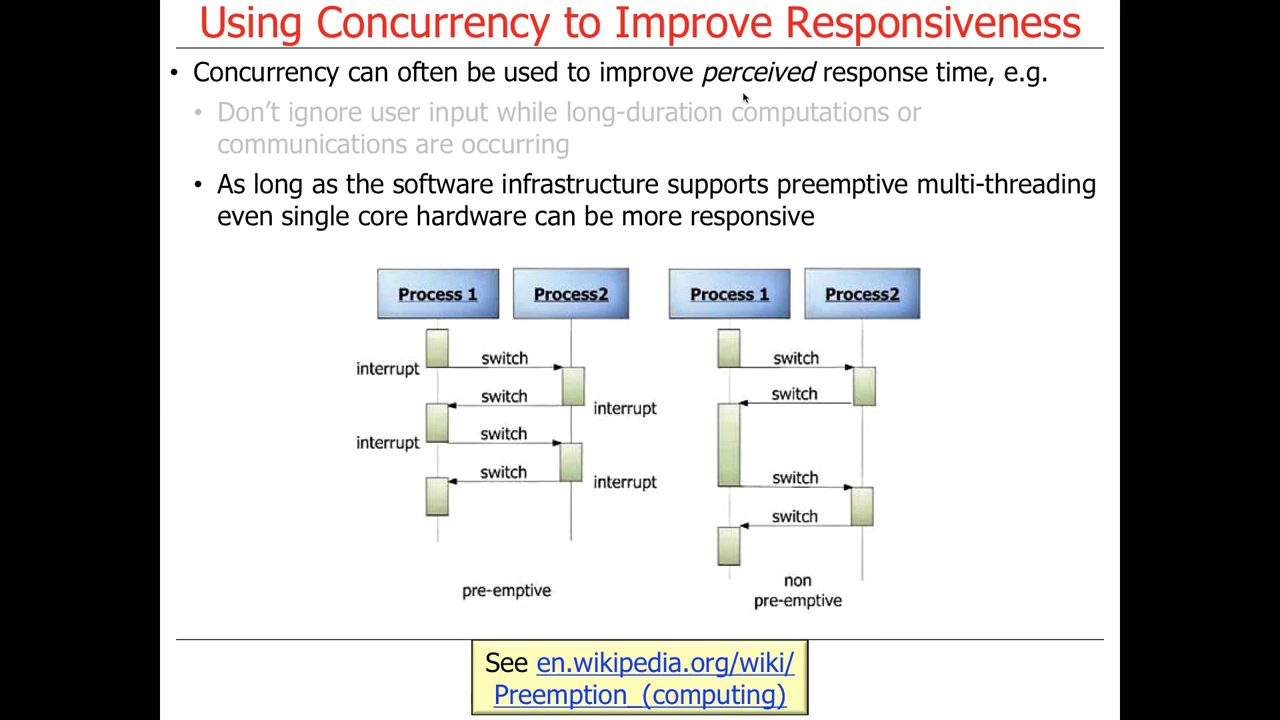 Using Concurrency to Improve Responsiveness
• Concurrency can often be used to improve perceived response time, e.g.
• Don't ignore user input while long-duration computations or
communications are occurring
• As long as the software infrastructure supports preemptive multi-threading
even single core hardware can be more responsive
Process 1
Process2
switch
interrupt
switch
interrupt
switch
interrupt
switch
interrupt
pre-emptive
Process 1
Process2
switch
switch
switch
switch
non
pre-emptive
See en.wikipedia.org/wiki/
Preemption_(computing)